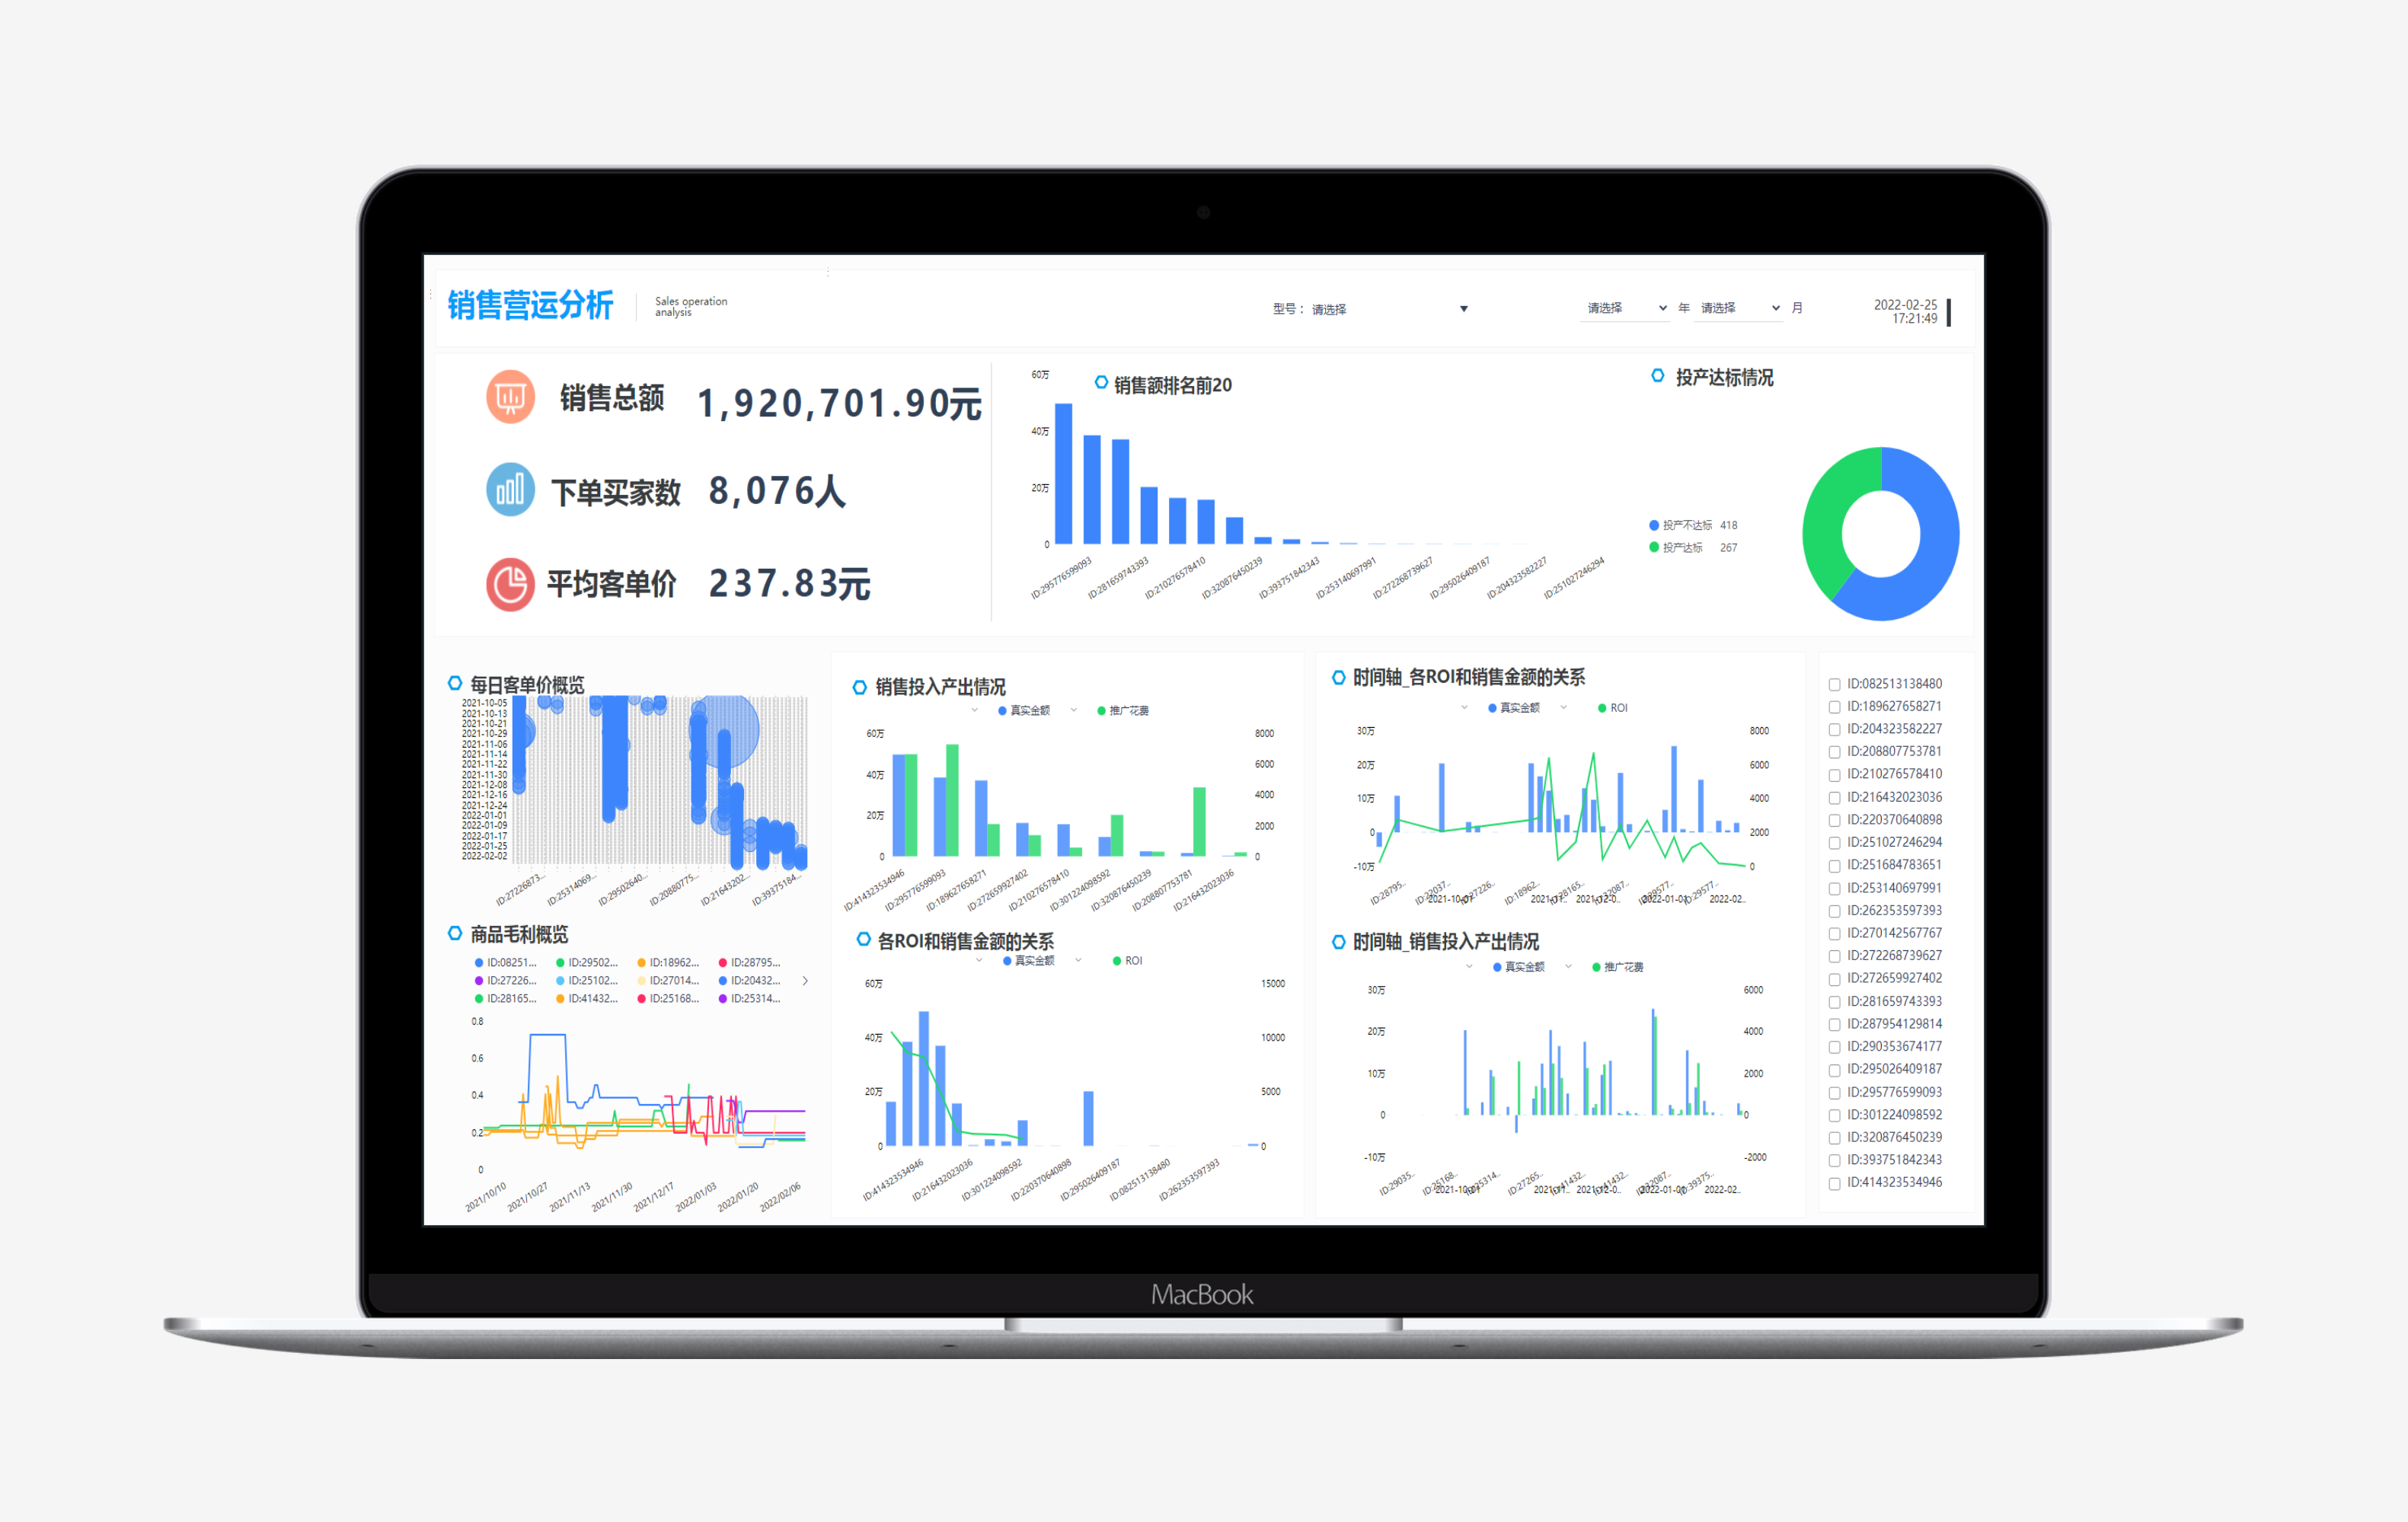 销售营运分析
Sales operation
analysis
型号： 请选择
请选择 年 请选择 月
2022-02-25
17:21:49
销售总额 1,920,701.90元
下单买家数 8,076人
平均客单价 237.83元
销售额排名前20
60万
40万
20万
0
ID:295776599093
ID:281659743393
ID:210276578410
ID:320876450239
ID:393751842343
ID:253140697991
ID:272268739627
ID:295026409187
ID:204323582227
ID:251027246294
投产达标情况
投产不达标 418
投产达标 267
每日客单价概览
2021-10-05
2021-10-13
2021-10-21
2021-10-29
2021-11-06
2021-11-14
2021-11-22
2021-11-30
2021-12-08
2021-12-16
2021-12-24
2022-01-01
2022-01-09
2022-01-17
2022-01-25
2022-02-02
ID:27226873...
ID:25314069...
ID:29502640...
ID:20880775...
ID:21643202...
ID:39375184...
商品毛利概览
ID:08251... ID:29502... ID:18962... ID:28795...
ID:27226... ID:25102... ID:27014... ID:20432...
ID:28165... ID:41432... ID:25168... ID:25314...
0.8
0.6
0.4
0.2
0
2021/10/10
2021/10/27
2021/11/13
2021/11/30
2021/12/17
2022/01/03
2022/01/20
2022/02/06
销售投入产出情况
真实金额 推广花费
60万
40万
20万
0
8000
6000
4000
2000
0
ID:414323534946
ID:295776599093
ID:189627658271
ID:272659927402
ID:210276578410
ID:301224098592
ID:320876450239
ID:208807753781
ID:216432023036
各ROI和销售金额的关系
真实金额 ROI
60万
40万
20万
0
15000
10000
5000
0
ID:414323534946
ID:216432023036
ID:301224098592
ID:220370640898
ID:295026409187
ID:082513138480
ID:262353597393
时间轴_各ROI和销售金额的关系
真实金额 ROI
30万
20万
10万
0
-10万
8000
6000
4000
2000
0
ID:28795..
ID:22037..
ID:27226..
ID:18962..
ID:28165..
ID:32087..
ID:29577..
ID:29577..
2021-10-01
2021-11..
2021-12-0..
2022-01-01
2022-02..
时间轴_销售投入产出情况
真实金额 推广花费
30万
20万
10万
0
-10万
6000
4000
2000
0
-2000
ID:29035..
ID:25168..
ID:25314..
ID:27265..
ID:41432..
ID:41432..
ID:32087..
ID:39375..
2021-10-01
2021-11..
2021-12-0..
2022-01-01
2022-02..
ID:082513138480
ID:189627658271
ID:204323582227
ID:208807753781
ID:210276578410
ID:216432023036
ID:220370640898
ID:251027246294
ID:251684783651
ID:253140697991
ID:262353597393
ID:270142567767
ID:272268739627
ID:272659927402
ID:281659743393
ID:287954129814
ID:290353674177
ID:295026409187
ID:295776599093
ID:301224098592
ID:320876450239
ID:393751842343
ID:414323534946
MacBook